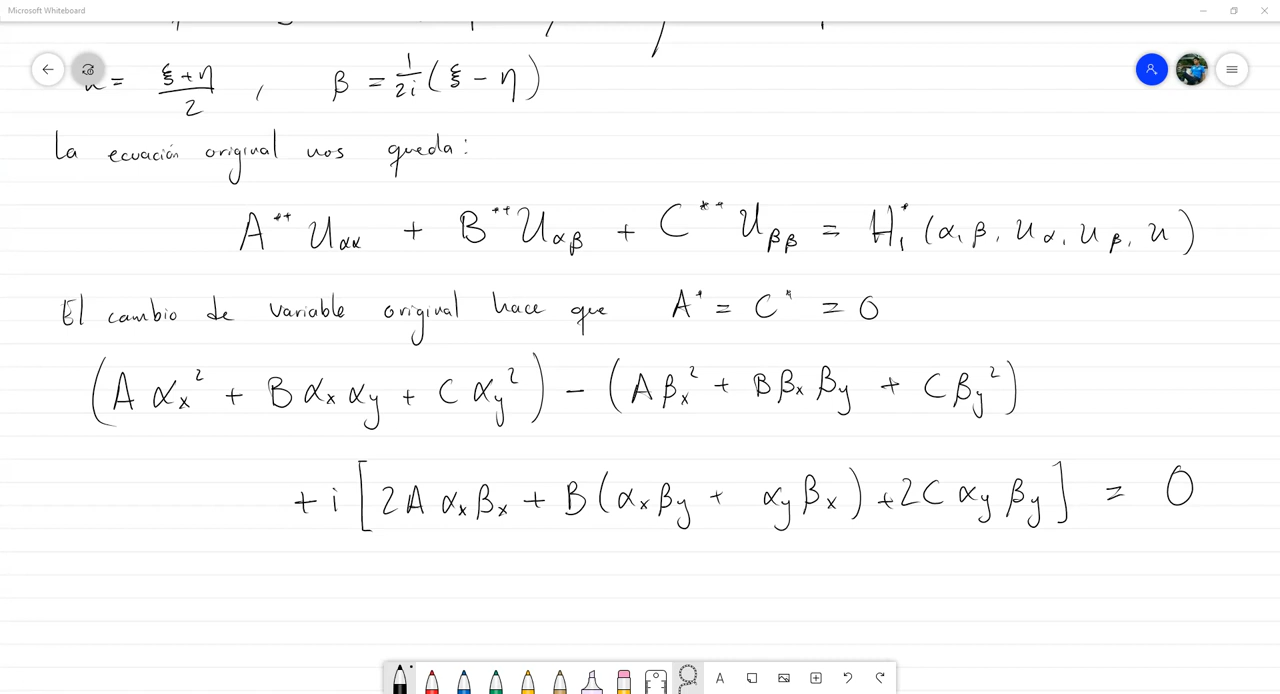 Microsoft Whiteboard
= (ξ+η)/2 , β = 1/2i (ξ − η)
La ecuación original nos queda:
A** u_αα + B** u_αβ + C** u_ββ = H₁* (α, β, u_α, u_β, u)
El cambio de variable original hace que A* = C* = 0
(A α_x² + B α_x α_y + C α_y²) − (A β_x² + B β_x β_y + C β_y²)
+ i [2A α_x β_x + B(α_x β_y + α_y β_x) + 2C α_y β_y] = 0
A